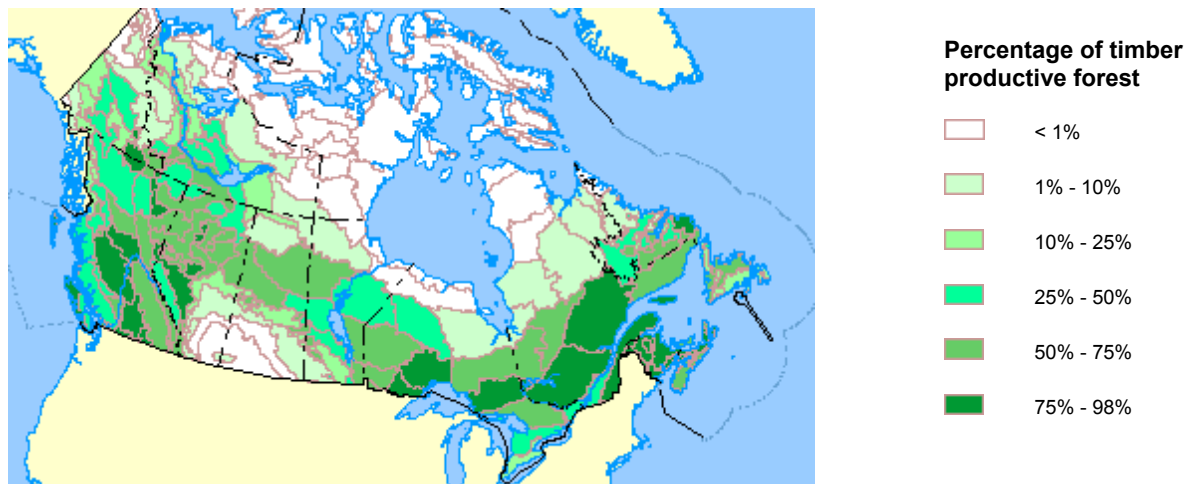 Percentage of timber
productive forest
< 1%
1% - 10%
10% - 25%
25% - 50%
50% - 75%
75% - 98%